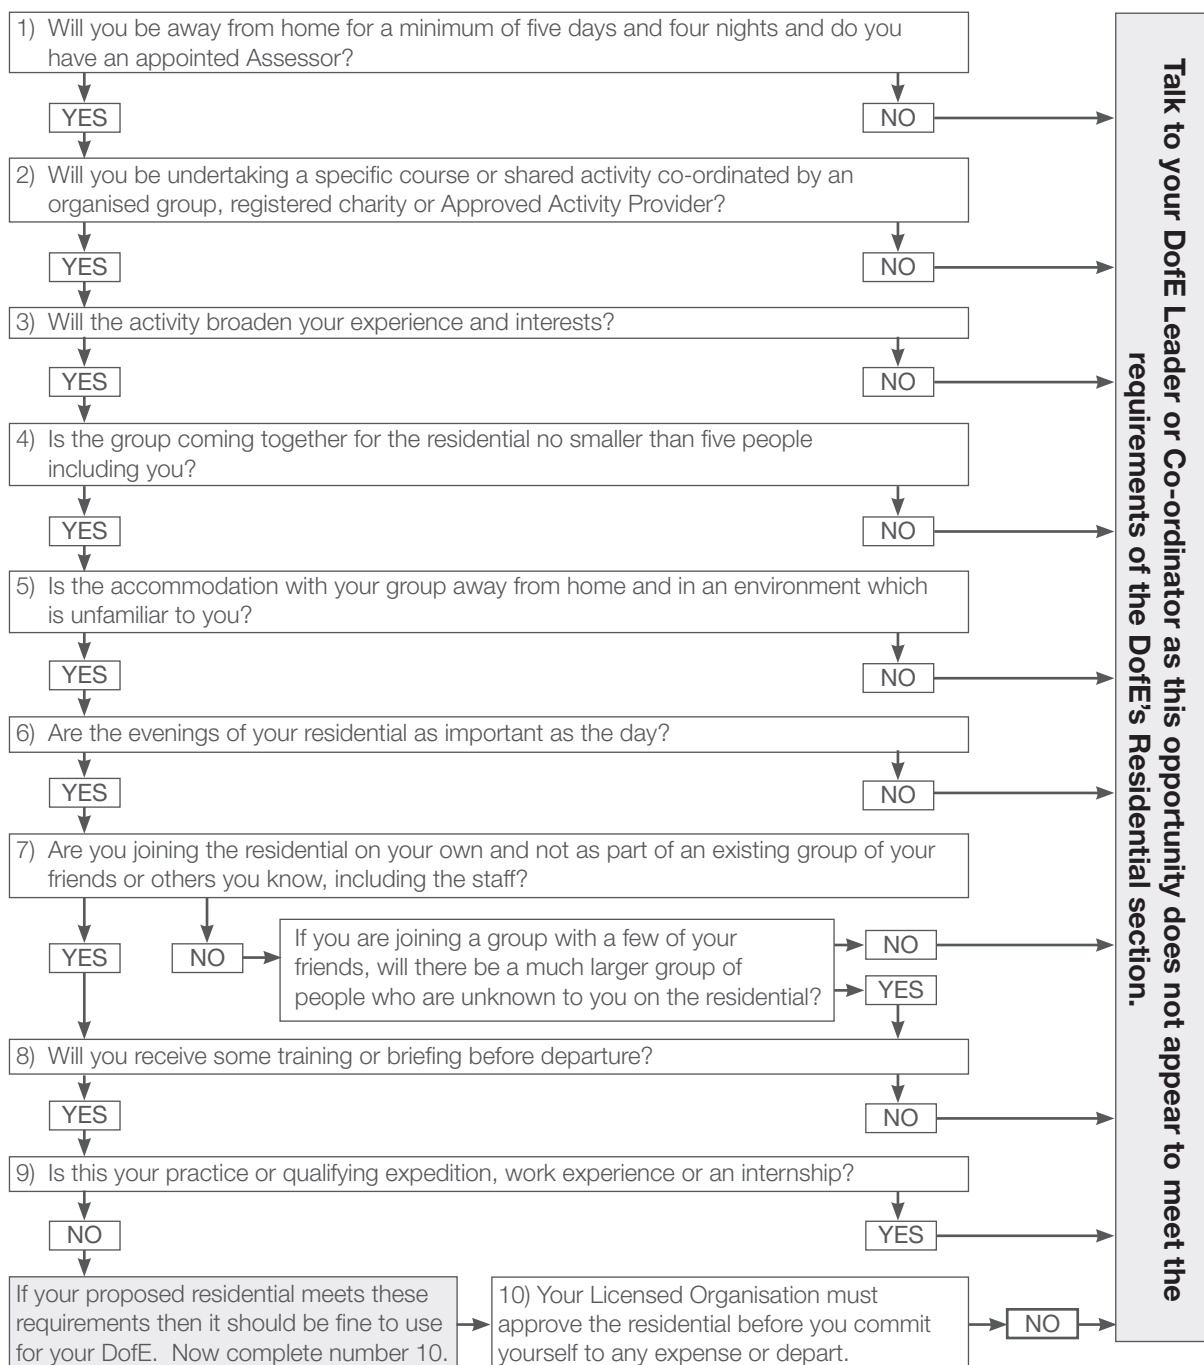 1) Will you be away from home for a minimum of five days and four nights and do you
have an appointed Assessor?
YES
NO
2) Will you be undertaking a specific course or shared activity co-ordinated by an
organised group, registered charity or Approved Activity Provider?
YES
NO
3) Will the activity broaden your experience and interests?
YES
NO
4) Is the group coming together for the residential no smaller than five people
including you?
YES
NO
5) Is the accommodation with your group away from home and in an environment which
is unfamiliar to you?
YES
NO
6) Are the evenings of your residential as important as the day?
YES
NO
7) Are you joining the residential on your own and not as part of an existing group of your
friends or others you know, including the staff?
YES
NO
If you are joining a group with a few of your
friends, will there be a much larger group of
people who are unknown to you on the residential?
NO
YES
8) Will you receive some training or briefing before departure?
YES
NO
9) Is this your practice or qualifying expedition, work experience or an internship?
NO
YES
If your proposed residential meets these
requirements then it should be fine to use
for your DofE. Now complete number 10.
10) Your Licensed Organisation must
approve the residential before you commit
yourself to any expense or depart.
NO
Talk to your DofE Leader or Co-ordinator as this opportunity does not appear to meet the
requirements of the DofE's Residential section.